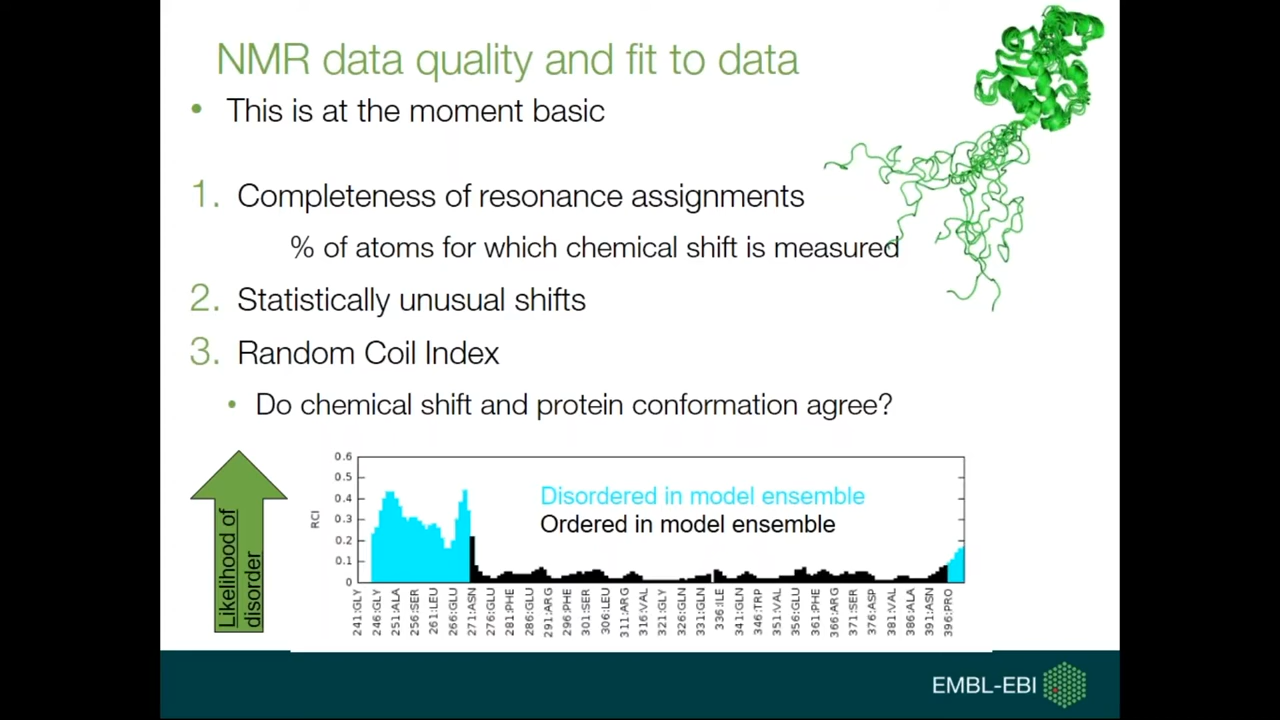 NMR data quality and fit to data
• This is at the moment basic
1. Completeness of resonance assignments
% of atoms for which chemical shift is measured
2. Statistically unusual shifts
3. Random Coil Index
• Do chemical shift and protein conformation agree?
Likelihood of
disorder
RCI
0.6
0.5
0.4
0.3
0.2
0.1
0
Disordered in model ensemble
Ordered in model ensemble
241:GLY
246:GLY
251:ALA
256:SER
261:LEU
266:GLU
271:ASN
276:GLU
281:PHE
286:GLU
291:ARG
296:PHE
301:SER
306:LEU
311:ARG
316:VAL
321:GLY
326:GLN
331:GLN
336:ILE
341:GLN
346:TRP
351:VAL
356:GLU
361:PHE
366:ARG
371:SER
376:ASP
381:VAL
386:ALA
391:ASN
396:PRO
EMBL-EBI